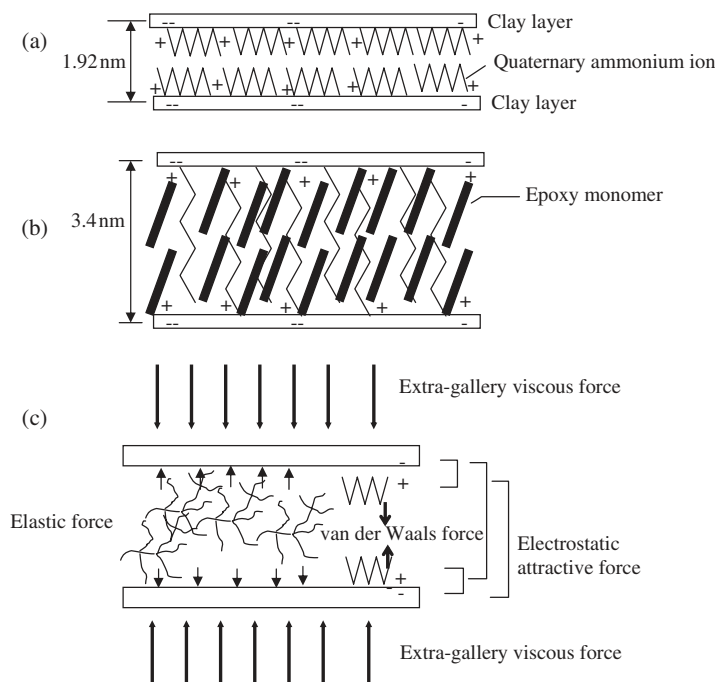 (a)
Clay layer
-- -- -
+ + + + + +
1.92 nm
Quaternary ammonium ion
+ + + + +
-- -- -
Clay layer
(b)
-- -- -
+ + + + +
Epoxy monomer
3.4 nm
+ + + +
-- -- -
(c)
Extra-gallery viscous force
-
+
Elastic force
van der Waals force
Electrostatic
attractive force
+
- -
Extra-gallery viscous force